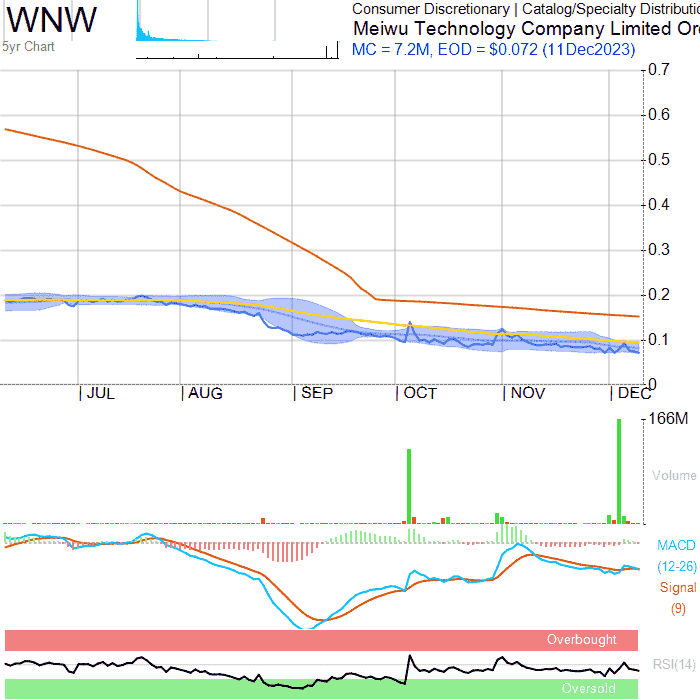 WNW
5yr Chart
Consumer Discretionary | Catalog/Specialty Distributio
Meiwu Technology Company Limited Or
MC = 7.2M, EOD = $0.072 (11Dec2023)
0.7
0.6
0.5
0.4
0.3
0.2
0.1
0
JUL AUG SEP OCT NOV DEC
166M
Volume
MACD
(12-26)
Signal
(9)
Overbought
RSI(14)
Oversold